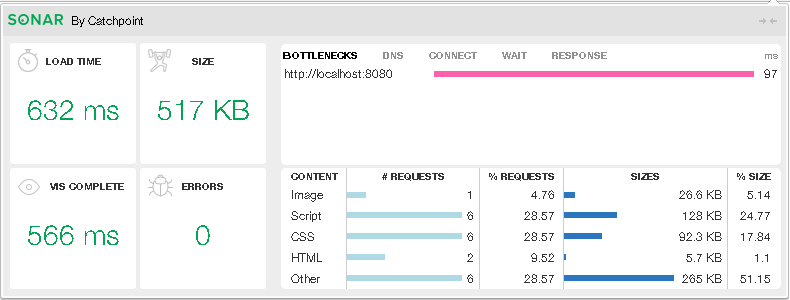 SONAR By Catchpoint
LOAD TIME
632 ms
SIZE
517 KB
VIS COMPLETE
566 ms
ERRORS
0
BOTTLENECKS DNS CONNECT WAIT RESPONSE ms
http://localhost:8080 97
CONTENT # REQUESTS % REQUESTS SIZES % SIZE
Image 1 4.76 26.6 KB 5.14
Script 6 28.57 128 KB 24.77
CSS 6 28.57 92.3 KB 17.84
HTML 2 9.52 5.7 KB 1.1
Other 6 28.57 265 KB 51.15